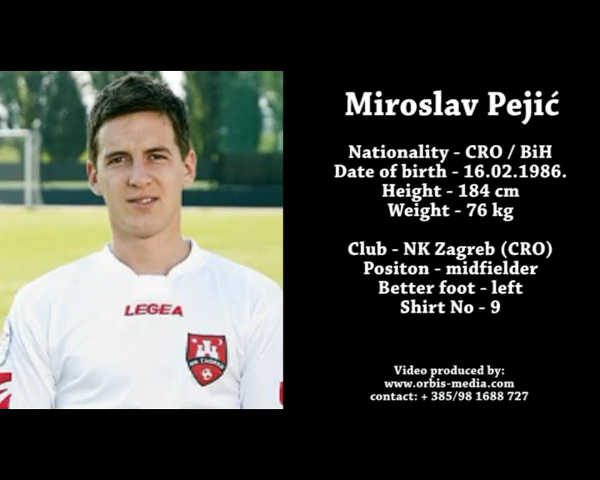 Miroslav Pejić
Nationality - CRO / BiH
Date of birth - 16.02.1986.
Height - 184 cm
Weight - 76 kg
Club - NK Zagreb (CRO)
Positon - midfielder
Better foot - left
Shirt No - 9
Video produced by:
www.orbis-media.com
contact: + 385/98 1688 727
LEGEA
NK ZAGREB